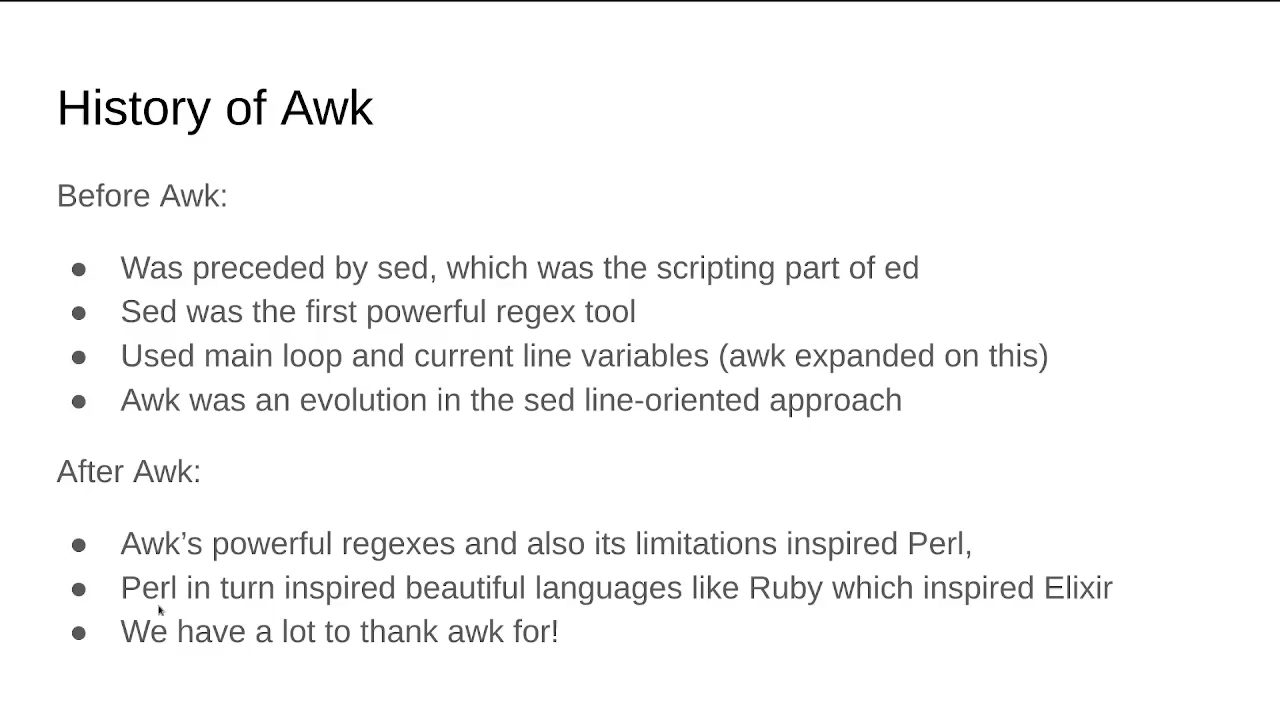 History of Awk
Before Awk:
● Was preceded by sed, which was the scripting part of ed
● Sed was the first powerful regex tool
● Used main loop and current line variables (awk expanded on this)
● Awk was an evolution in the sed line-oriented approach
After Awk:
● Awk’s powerful regexes and also its limitations inspired Perl,
● Perl in turn inspired beautiful languages like Ruby which inspired Elixir
● We have a lot to thank awk for!